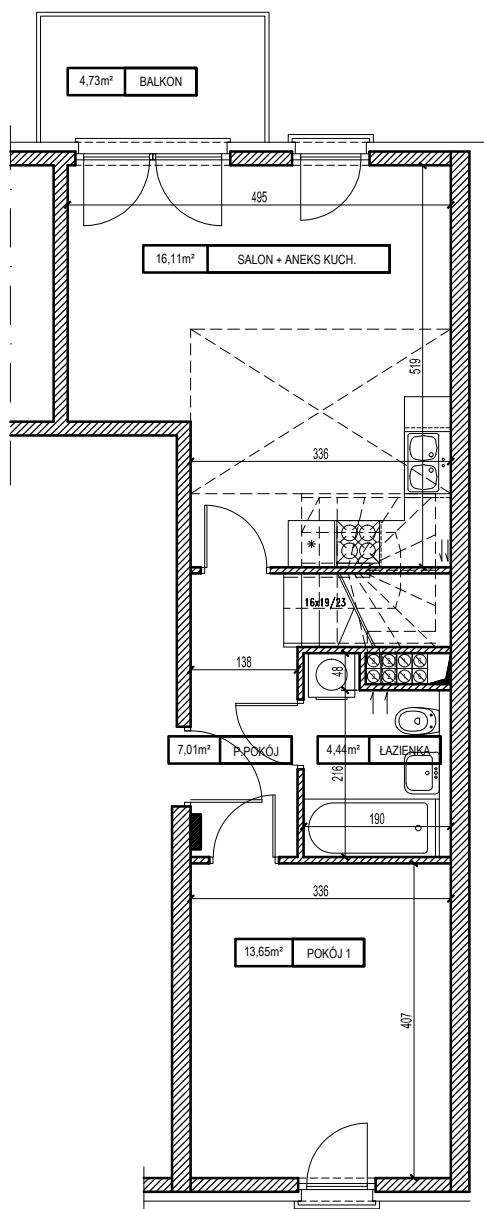 4,73m² BALKON
495
16,11m² SALON + ANEKS KUCH.
519
336
*
16x19/23
138
48
7,01m² P.POKÓJ
4,44m² ŁAZIENKA
216
190
336
13,65m² POKÓJ 1
407